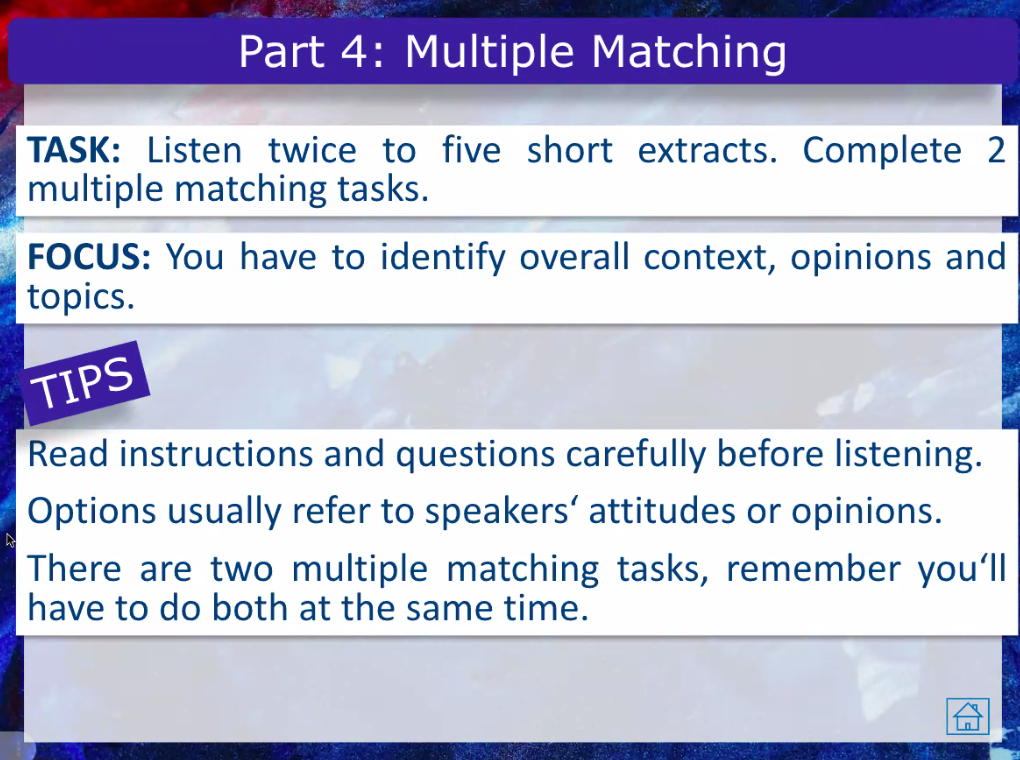 Part 4: Multiple Matching
TASK: Listen twice to five short extracts. Complete 2
multiple matching tasks.
FOCUS: You have to identify overall context, opinions and
topics.
TIPS
Read instructions and questions carefully before listening.
Options usually refer to speakers‘ attitudes or opinions.
There are two multiple matching tasks, remember you‘ll
have to do both at the same time.